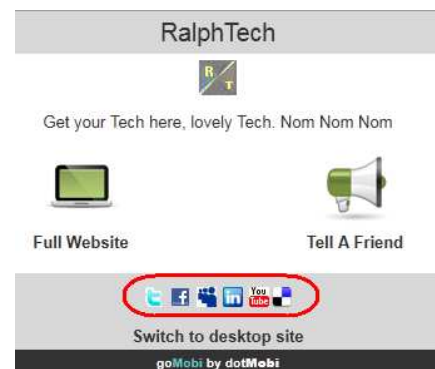 RalphTech
R/T
Get your Tech here, lovely Tech. Nom Nom Nom
Full Website Tell A Friend
t f in You Tube
Switch to desktop site
goMobi by dotMobi